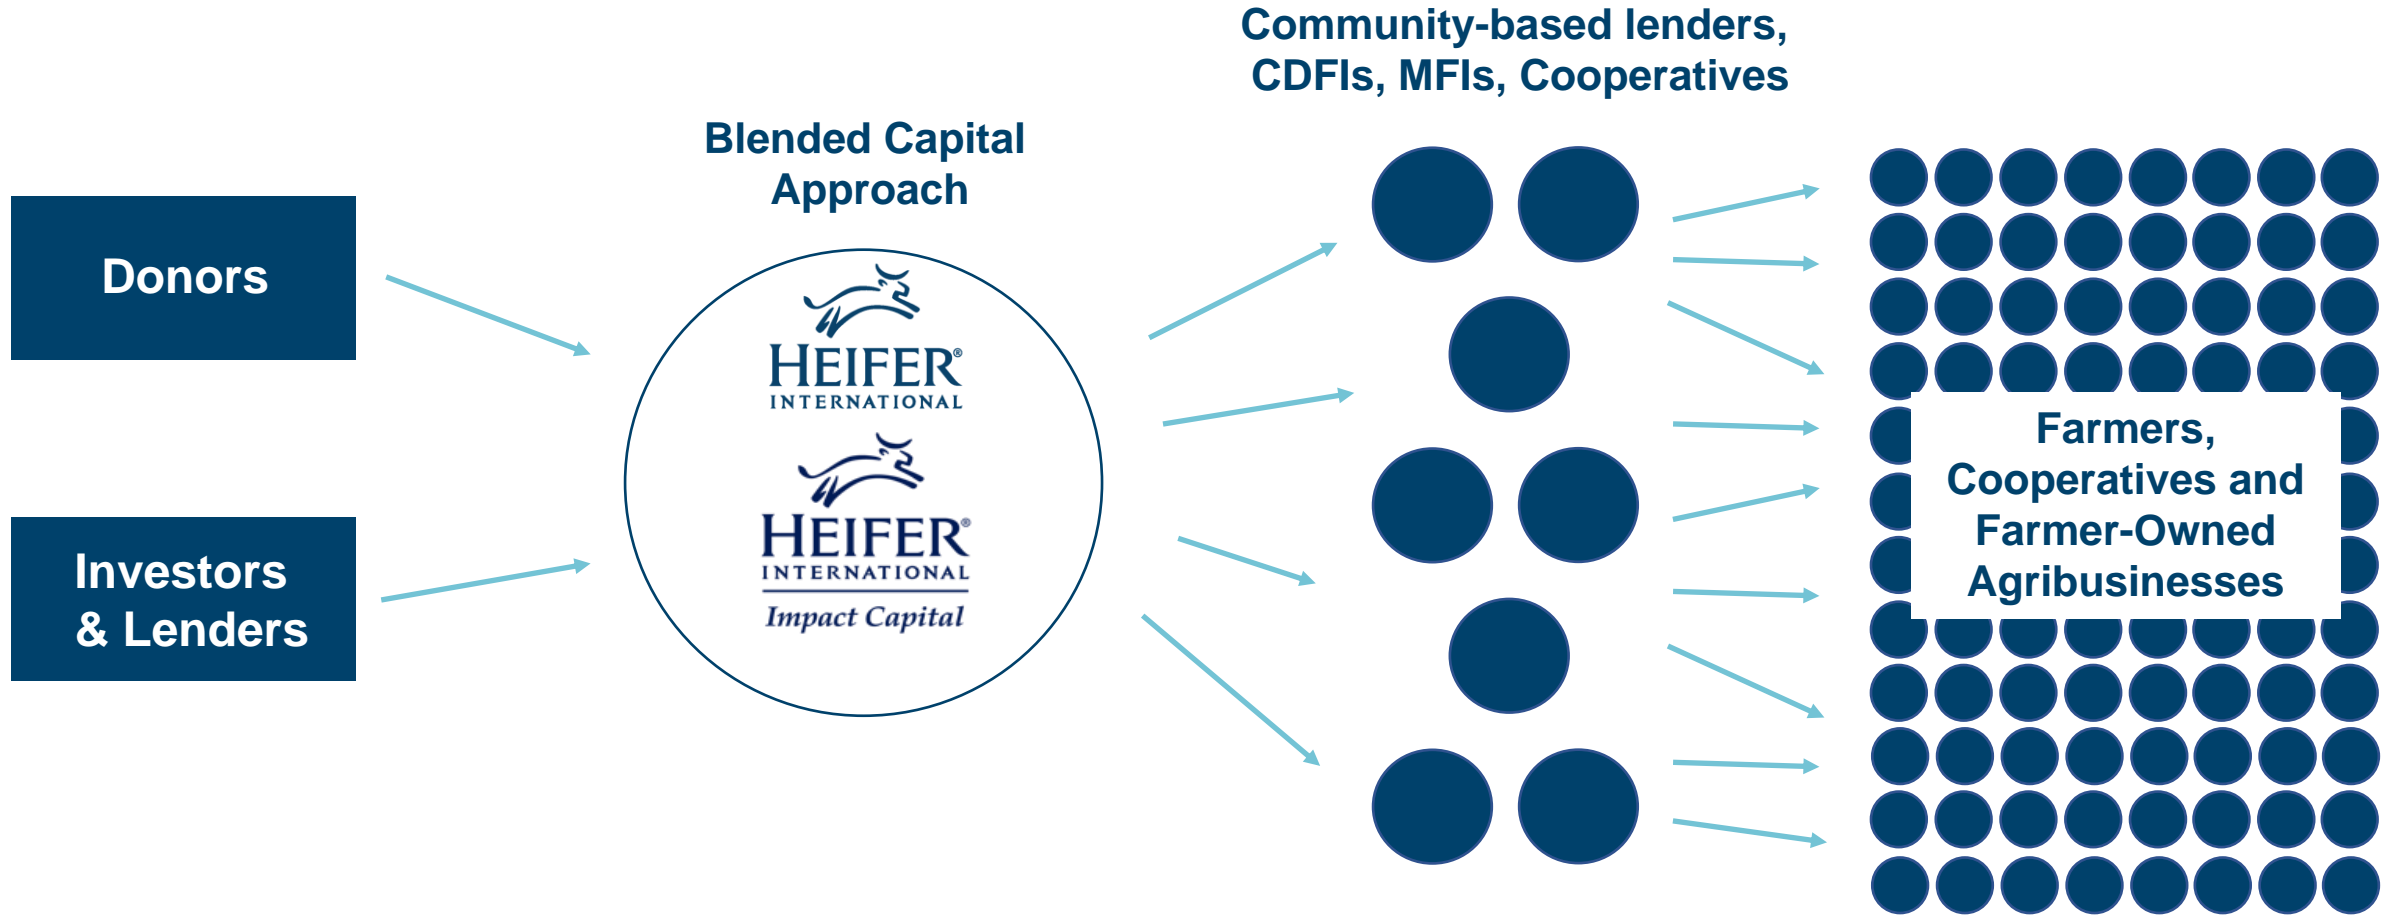 Community-based lenders,
CDFIs, MFIs, Cooperatives
Blended Capital
Approach
Donors
Investors
& Lenders
HEIFER®
INTERNATIONAL
HEIFER®
INTERNATIONAL
Impact Capital
Farmers,
Cooperatives and
Farmer-Owned
Agribusinesses